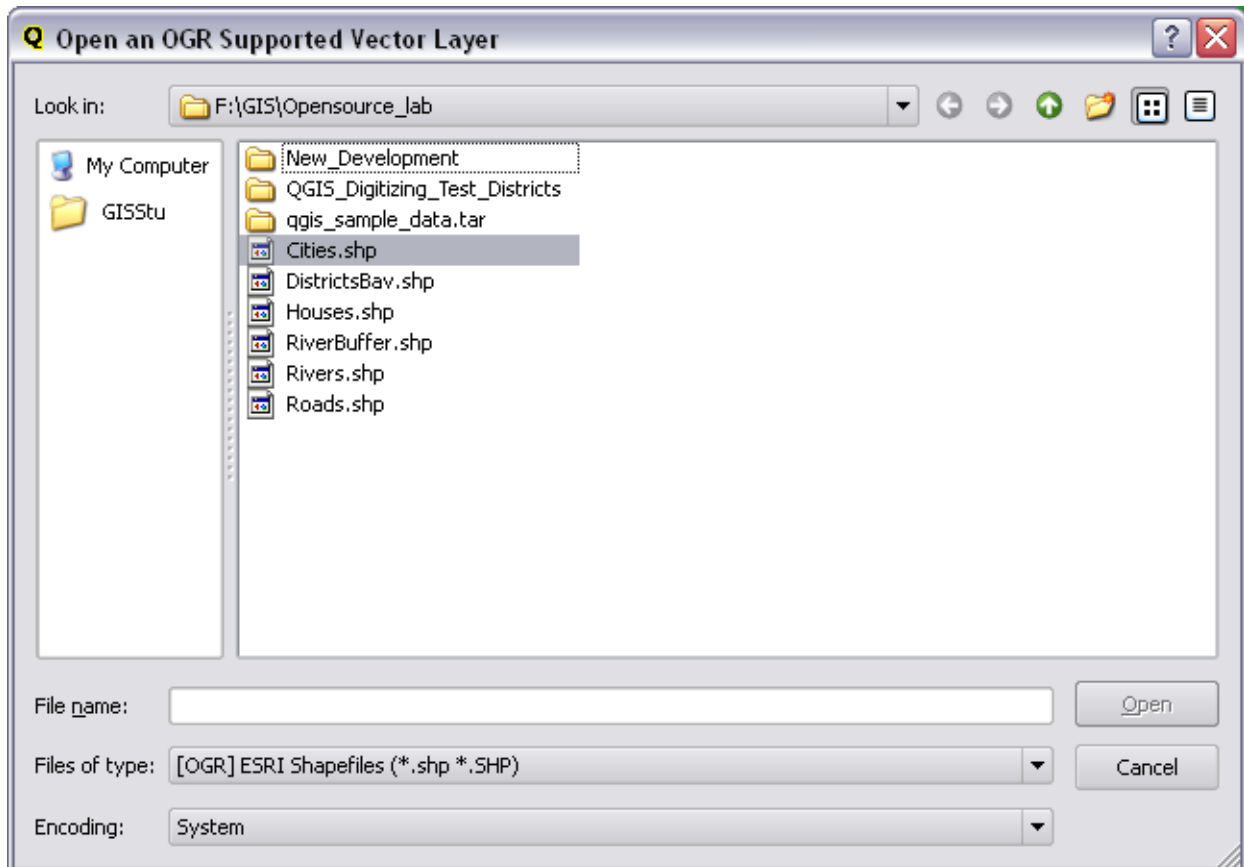 Open an OGR Supported Vector Layer
Look in:
F:\GIS\Opensource_lab
My Computer
GISStu
New_Development
QGIS_Digitizing_Test_Districts
qgis_sample_data.tar
Cities.shp
DistrictsBav.shp
Houses.shp
RiverBuffer.shp
Rivers.shp
Roads.shp
File name:
Open
Files of type:
[OGR] ESRI Shapefiles (*.shp *.SHP)
Cancel
Encoding:
System